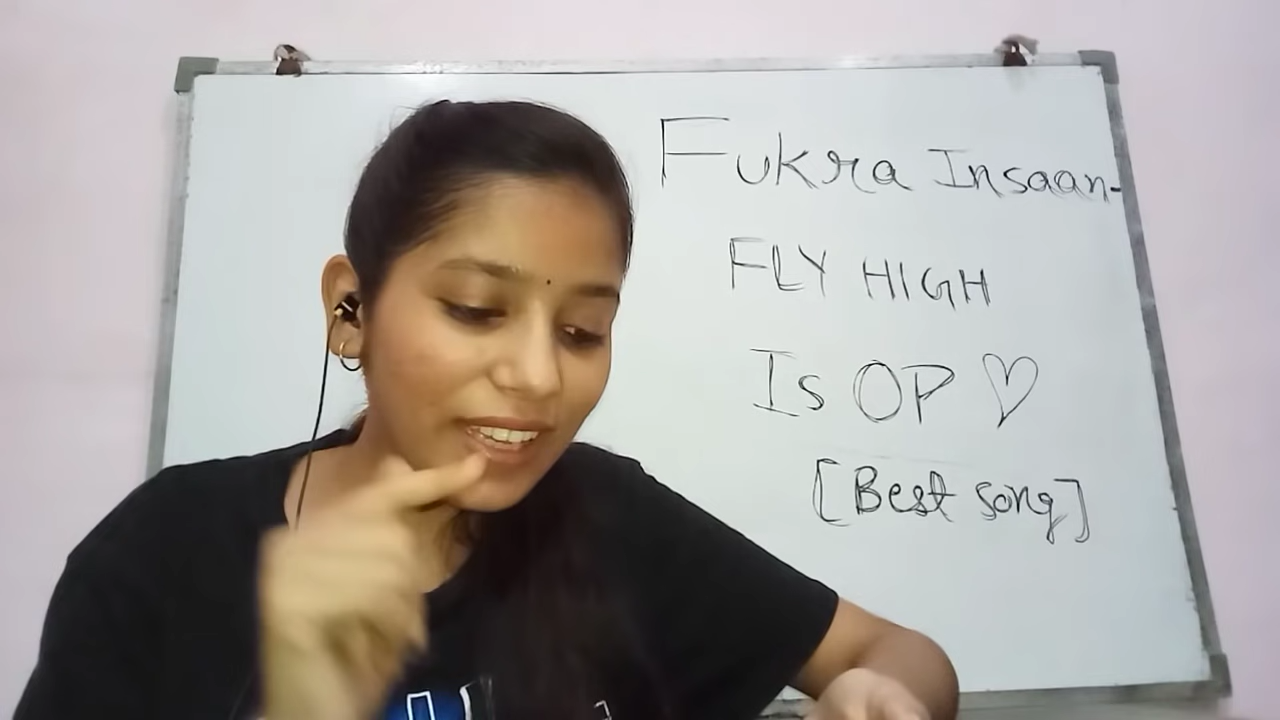 Fukra Insaan-
FLY HIGH
Is OP ♡
[Best song]